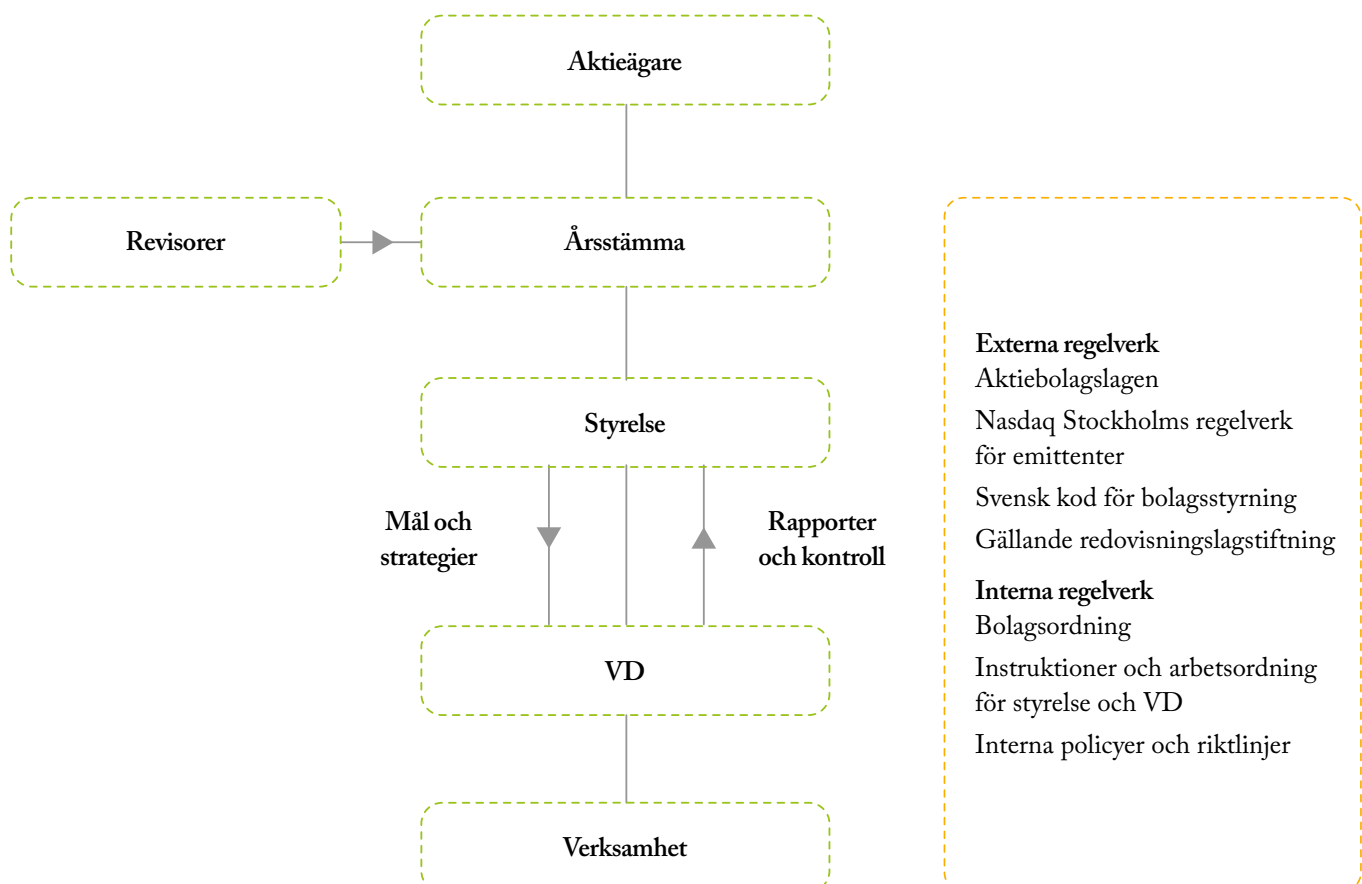 Aktieägare
Revisorer
Årsstämma
Styrelse
Mål och
strategier
Rapporter
och kontroll
VD
Verksamhet
Externa regelverk
Aktiebolagslagen
Nasdaq Stockholms regelverk
för emittenter
Svensk kod för bolagsstyrning
Gällande redovisningslagstiftning
Interna regelverk
Bolagsordning
Instruktioner och arbetsordning
för styrelse och VD
Interna policyer och riktlinjer